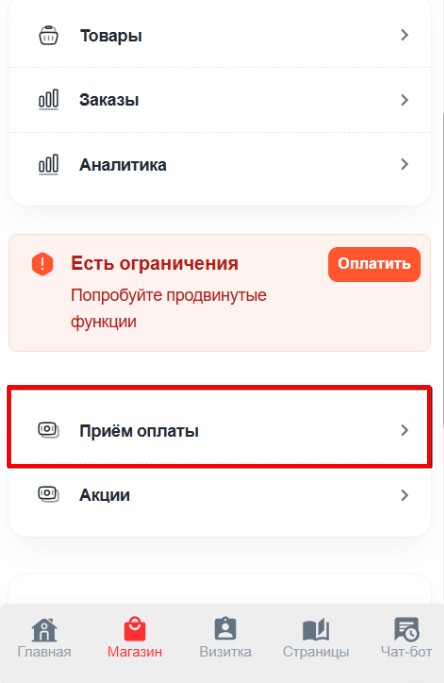 Товары
Заказы
Аналитика
Есть ограничения
Оплатить
Попробуйте продвинутые
функции
Приём оплаты
Акции
Главная
Магазин
Визитка
Страницы
Чат-бот